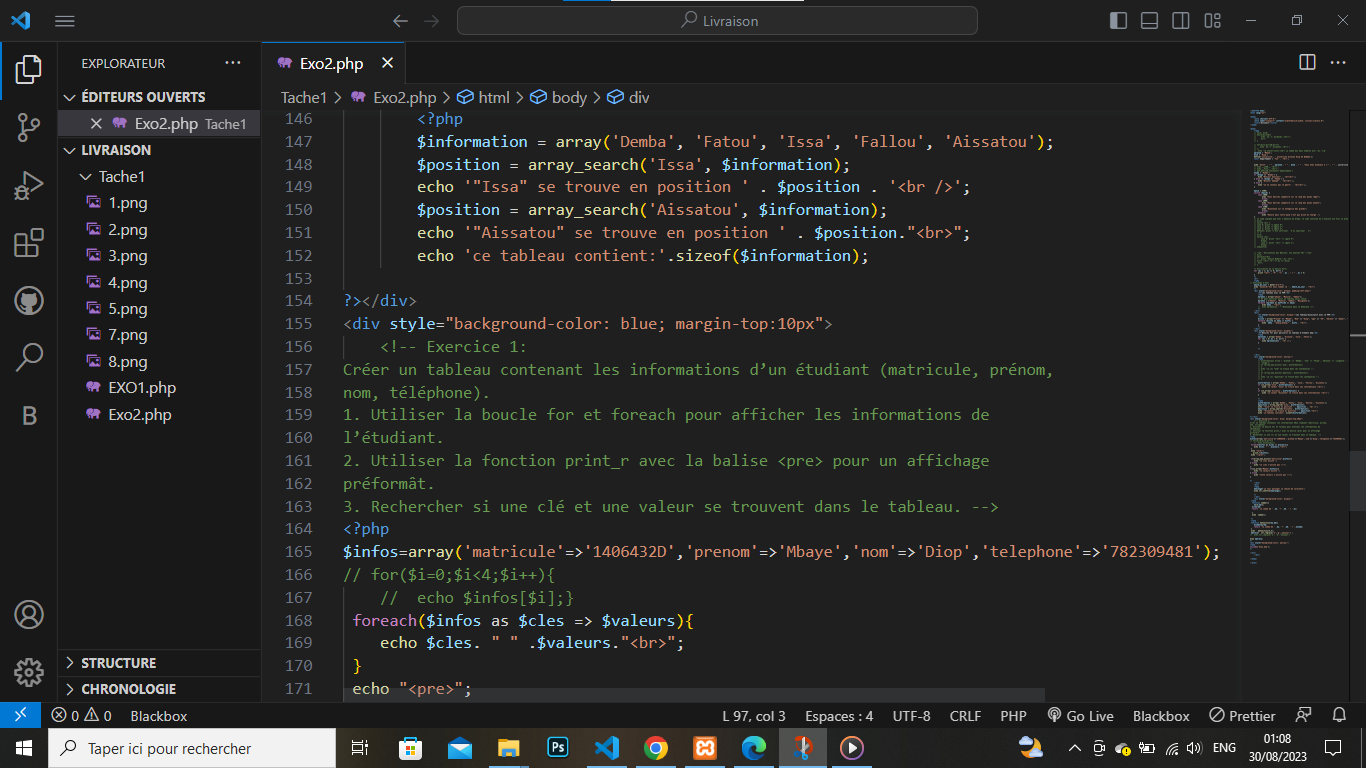 Livraison
EXPLORATEUR
ÉDITEURS OUVERTS
Exo2.php Tache1
LIVRAISON
Tache1
1.png
2.png
3.png
4.png
5.png
7.png
8.png
EXO1.php
Exo2.php
STRUCTURE
CHRONOLOGIE
Exo2.php
Tache1 > Exo2.php > html > body > div
146 <?php
147 $information = array('Demba', 'Fatou', 'Issa', 'Fallou', 'Aissatou');
148 $position = array_search('Issa', $information);
149 echo '"Issa" se trouve en position ' . $position . '<br />';
150 $position = array_search('Aissatou', $information);
151 echo '"Aissatou" se trouve en position ' . $position."<br>";
152 echo 'ce tableau contient:'.sizeof($information);
153
154 ?></div>
155 <div style="background-color: blue; margin-top:10px">
156 <!-- Exercice 1:
157 Créer un tableau contenant les informations d’un étudiant (matricule, prénom,
158 nom, téléphone).
159 1. Utiliser la boucle for et foreach pour afficher les informations de
160 l’étudiant.
161 2. Utiliser la fonction print_r avec la balise <pre> pour un affichage
162 préformât.
163 3. Rechercher si une clé et une valeur se trouvent dans le tableau. -->
164 <?php
165 $infos=array('matricule'=>'1406432D','prenom'=>'Mbaye','nom'=>'Diop','telephone'=>'782309481');
166 // for($i=0;$i<4;$i++){
167 //  echo $infos[$i];}
168 foreach($infos as $cles => $valeurs){
169 echo $cles. " " .$valeurs."<br>";
170 }
171 echo "<pre>";
0 0 Blackbox
L 97, col 3 Espaces : 4 UTF-8 CRLF PHP Go Live Blackbox Prettier
Taper ici pour rechercher
Ps
ENG
01:08
30/08/2023